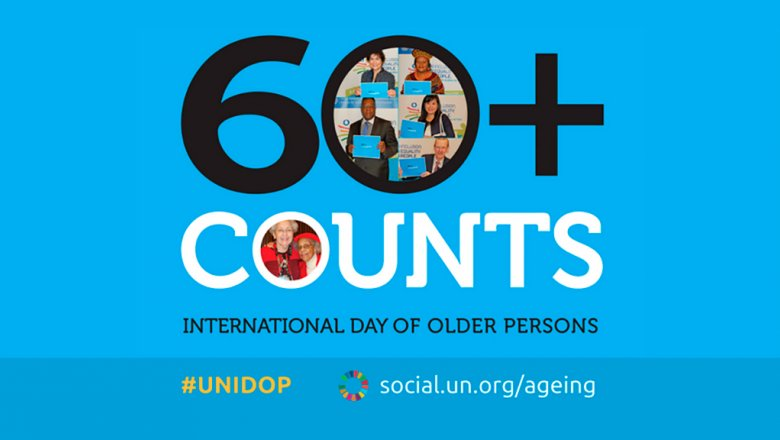 60+
COUNTS
INTERNATIONAL DAY OF OLDER PERSONS
#UNIDOP social.un.org/ageing